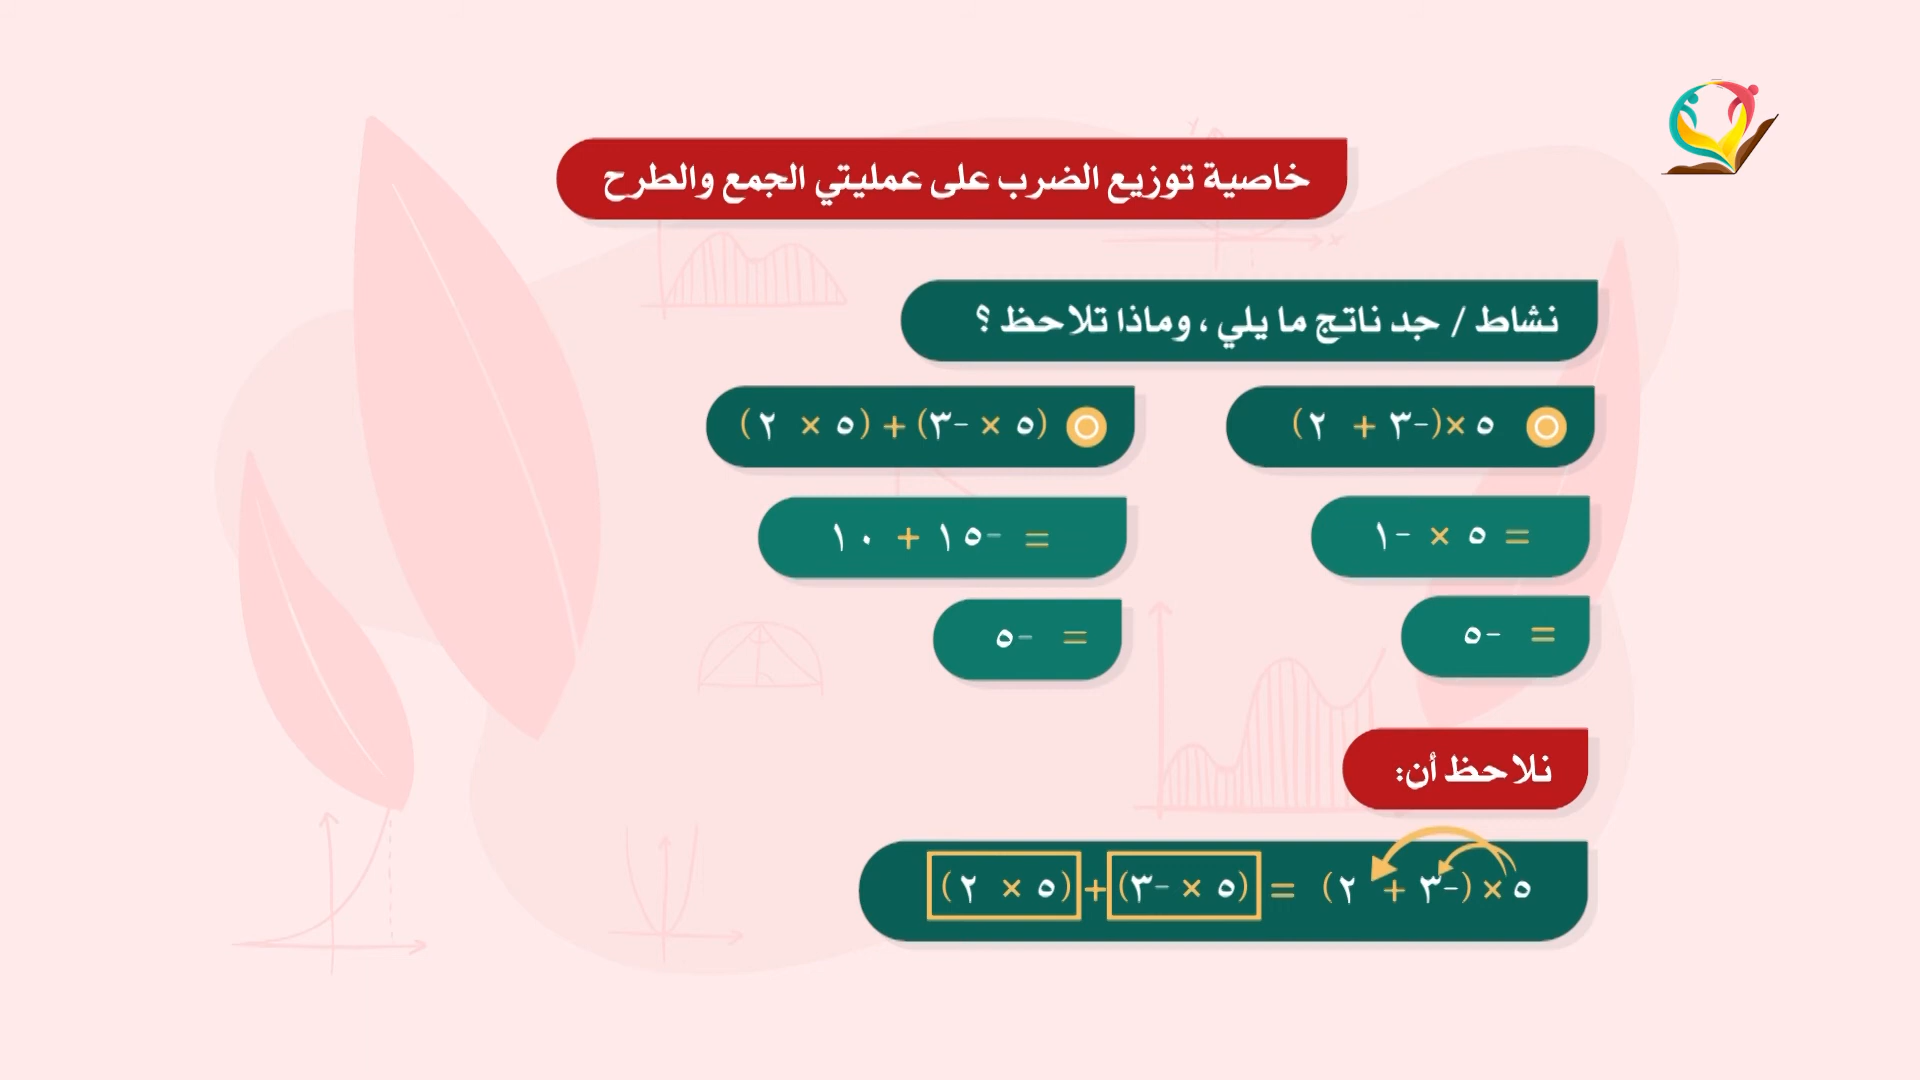 خاصية توزيع الضرب على عمليتي الجمع والطرح
نشاط / جد ناتج ما يلي ، وماذا تلاحظ ؟
٥ ×(-٣ + ٢)
(٥ × -٣) + (٥ × ٢)
= ٥ × -١
= -١٥ + ١٠
= -٥
= -٥
نلاحظ أن:
٥ × (-٣ + ٢) = (٥ × -٣) + (٥ × ٢)